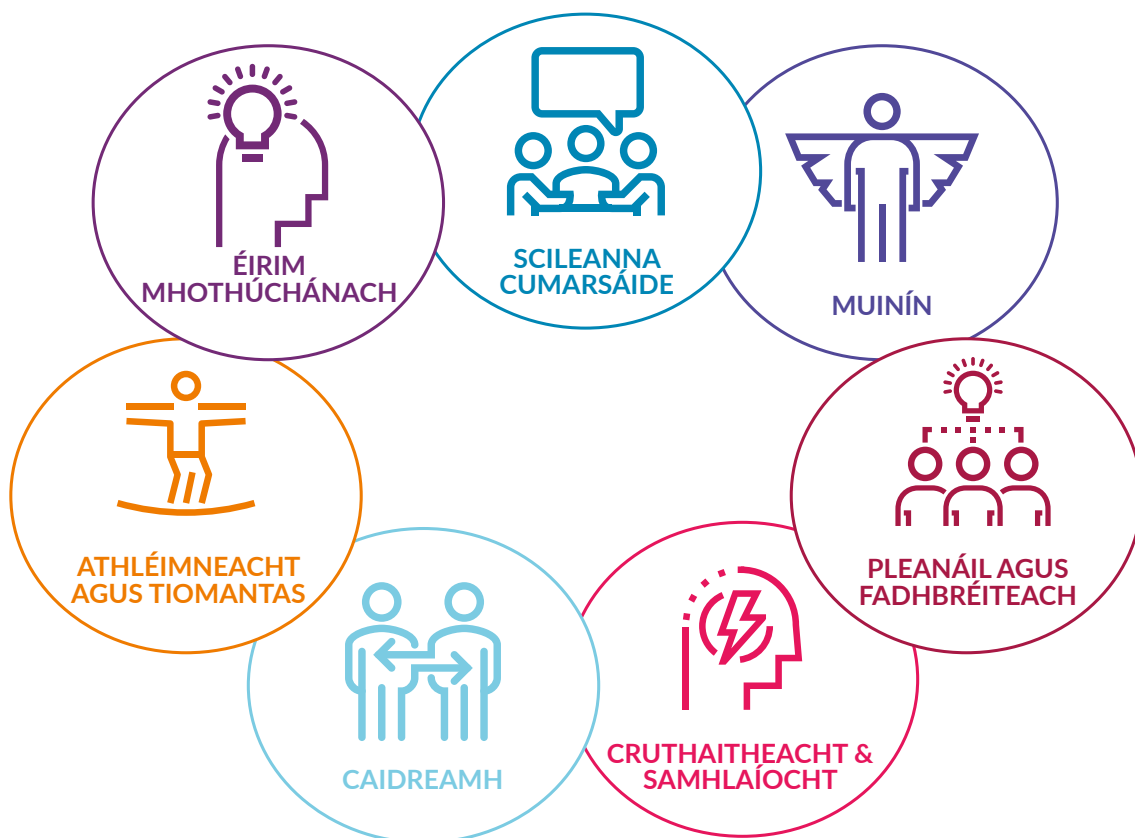 ÉIRIM
MHOTHÚCHÁNACH
SCILEANNA
CUMARSÁIDE
MUINÍN
ATHLÉIMNEACHT
AGUS TIOMANTAS
PLEANÁIL AGUS
FADHBRÉITEACH
CAIDREAMH
CRUTHAITHEACHT &
SAMHLAÍOCHT